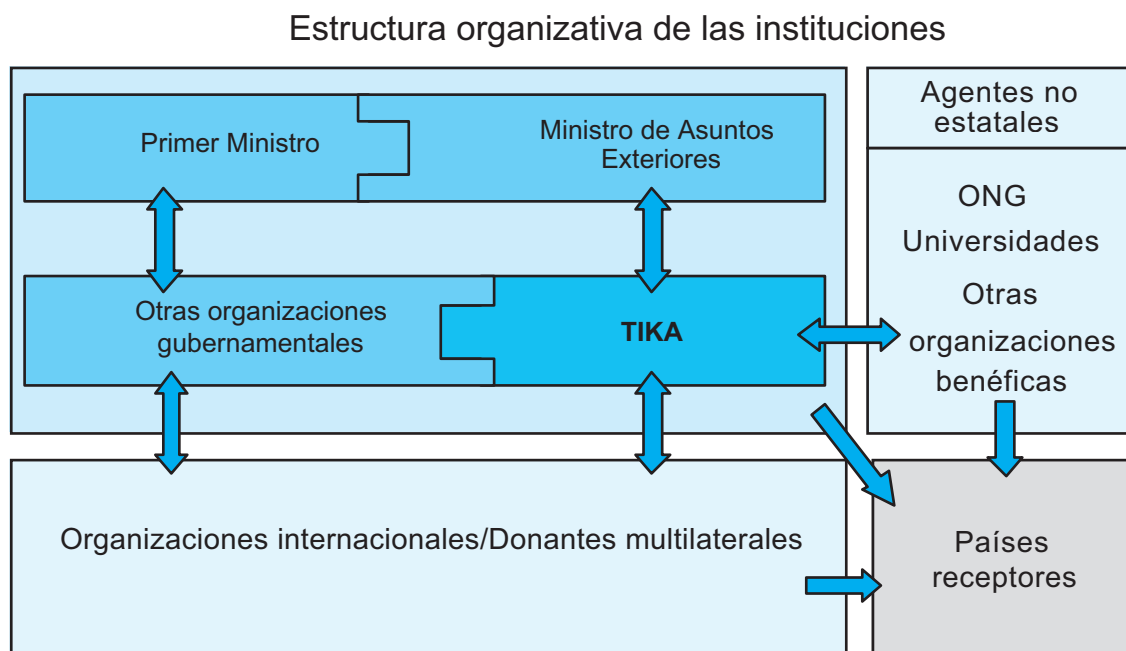 Estructura organizativa de las instituciones
Primer Ministro
Ministro de Asuntos
Exteriores
Agentes no
estatales
ONG
Universidades
Otras
organizaciones
benéficas
Otras organizaciones
gubernamentales
TIKA
Organizaciones internacionales/Donantes multilaterales
Países
receptores